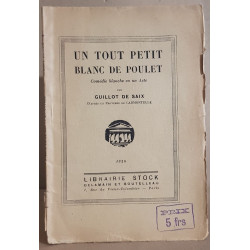 UN TOUT PETIT
BLANC DE POULET
Comédie blanche en un Acte
PAR
GUILLOT DE SAIX
1931
LIBRAIRIE STOCK
DELAMAIN ET BOUTELLEAU
PRIX
5 frs